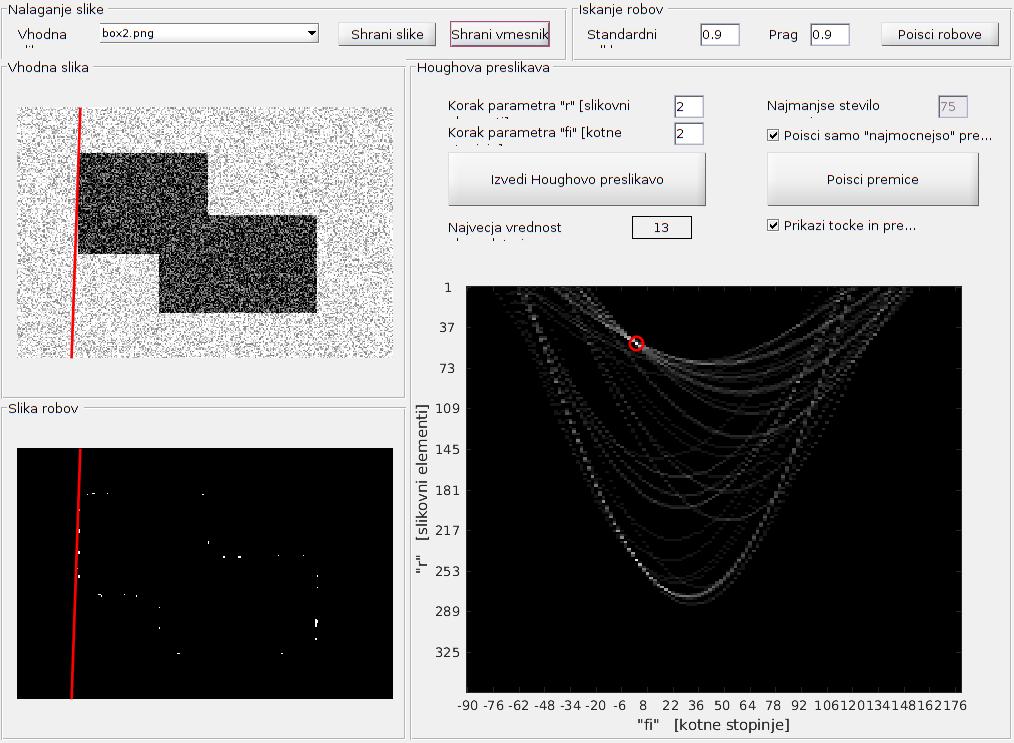 Nalaganje slike
Vhodna
box2.png
Shrani slike
Shrani vmesnik
Iskanje robov
Standardni
0.9
Prag
0.9
Poisci robove
Vhodna slika
Slika robov
Houghova preslikava
Korak parametra "r" [slikovni
2
Korak parametra "fi" [kotne
2
Izvedi Houghovo preslikavo
Najvecja vrednost
13
Najmanjse stevilo
75
Poisci samo "najmocnejso" pre...
Poisci premice
Prikazi tocke in pre...
1
37
73
109
145
181
217
253
289
325
"r" [slikovni elementi]
-90 -76 -62 -48 -34 -20 -6 8 22 36 50 64 78 92 106 120 134 148 162 176
"fi" [kotne stopinje]